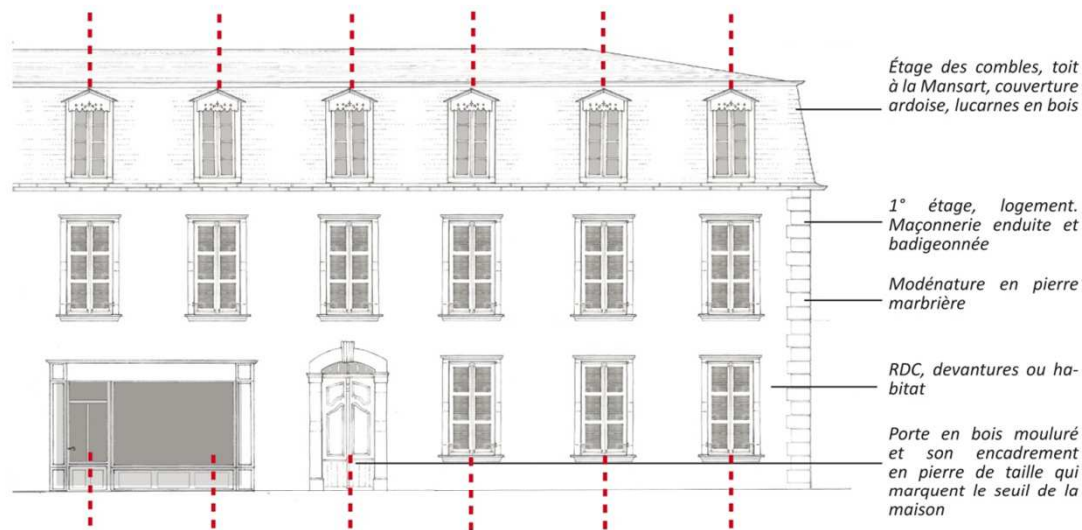 Étage des combles, toit
à la Mansart, couverture
ardoise, lucarnes en bois
1° étage, logement.
Maçonnerie enduite et
badigeonnée
Modénature en pierre
marbrière
RDC, devantures ou ha-
bitat
Porte en bois mouluré
et son encadrement
en pierre de taille qui
marquent le seuil de la
maison